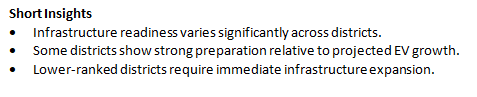 Short Insights
• Infrastructure readiness varies significantly across districts.
• Some districts show strong preparation relative to projected EV growth.
• Lower-ranked districts require immediate infrastructure expansion.